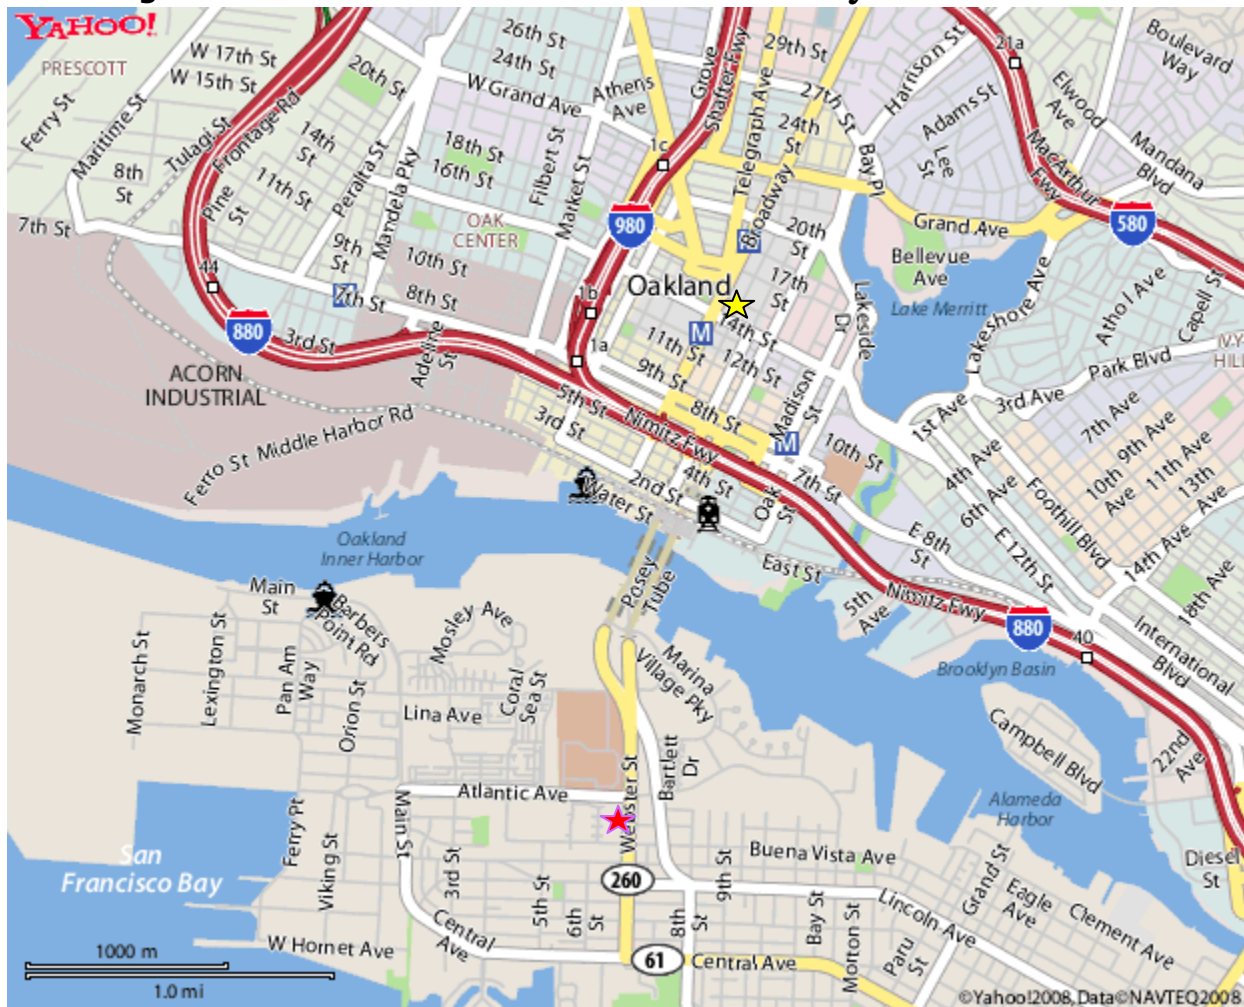 YAHOO!
PRESCOTT
W 17th St
W 15th St
20th St
26th St
24th St
W Grand Ave
Athens
Ave
Grove
Shafter Fwy
29th St
27th St
24th
St
Harrison St
21a
Boulevard
Way
Elwood
Ave
Adams St
Lee
St
Mandana
Blvd
MacArthur
Fwy
Ferry St
Maritime St
8th
St
Tulagi St
Frontage Rd
14th
St
11th St
Pine
St
Peralta St
Mandela Pky
18th St
16th St
Filbert St
Market St
1c
Telegraph Ave
Broadway
Bay Pl
Grand Ave
580
7th St
9th
St
OAK
CENTER
10th St
980
20th
St
Bellevue
Ave
Lake Merritt
Lakeshore Ave
Athol Ave
Capell St
44
7th St
8th St
1b
Oakland
17th
St
Lakeside
Dr
880
3rd St
Adeline
St
1a
M
14th St
11th St
12th St
9th St
8th St
Madison
St
Park Blvd
IVY
HILL
3rd Ave
1st Ave
ACORN
INDUSTRIAL
Middle Harbor Rd
Ferro St
5th St
3rd St
Nimitz Fwy
M
10th St
7th Ave
4th Ave
6th Ave
10th
Ave
9th Ave
11th Ave
13th
Ave
Foothill Blvd
14th Ave
18th Ave
2nd St
4th St
Water St
Oak
St
7th St
E 8th
St
E 12th St
Oakland
Inner Harbor
Posey
Tube
East St
5th
Ave
Nimitz Fwy
880
40
International
Blvd
Main
St
Barbers
Point Rd
Mosley Ave
Monarch St
Lexington St
Pan Am
Way
Orion St
Lina Ave
Coral
Sea St
Marina
Village Pky
Brooklyn Basin
Campbell Blvd
22nd
Ave
Bartlett
Dr
Atlantic Ave
Webster St
Alameda
Harbor
San
Francisco Bay
Ferry Pt
Viking St
Main St
3rd St
5th St
6th
St
260
9th St
8th
St
Buena Vista Ave
Grand St
Eagle
Ave
Clement Ave
Diesel
St
Lincoln Ave
Bay St
Morton St
Paru
St
W Hornet Ave
Central
Ave
61
Central Ave
1000 m
1.0 mi
©Yahoo!2008, Data©NAVTEQ2008